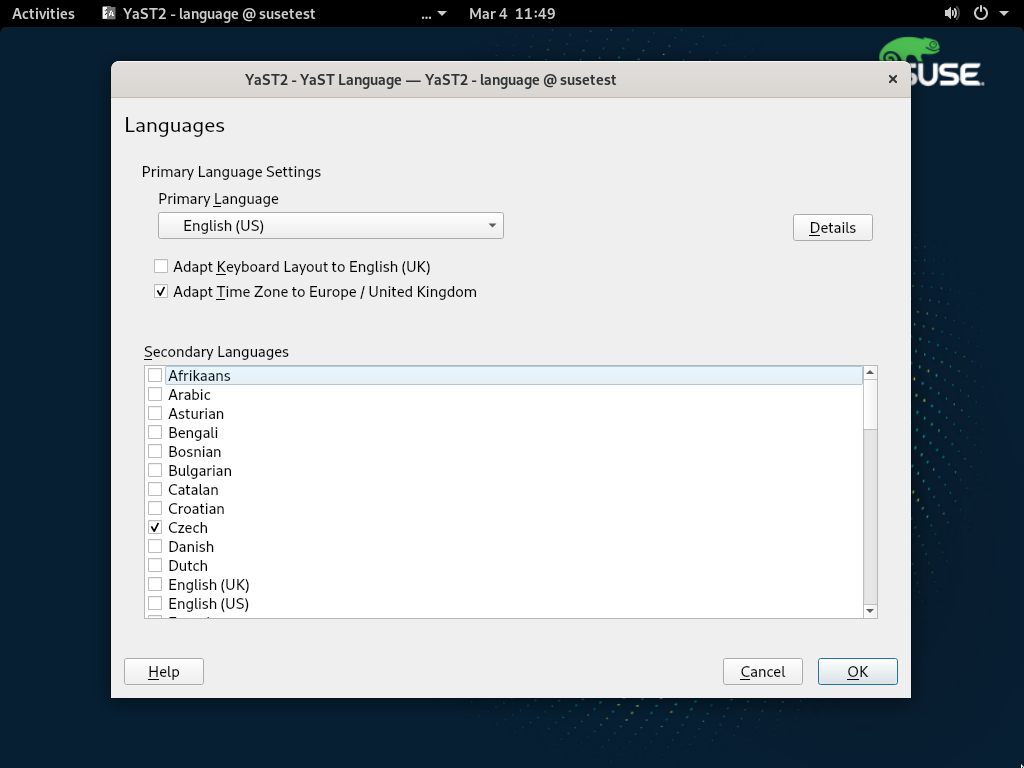 Activities YaST2 - language @ susetest ... Mar 4 11:49
SUSE
YaST2 - YaST Language — YaST2 - language @ susetest
Languages
Primary Language Settings
Primary Language
English (US)
Details
Adapt Keyboard Layout to English (UK)
Adapt Time Zone to Europe / United Kingdom
Secondary Languages
Afrikaans
Arabic
Asturian
Bengali
Bosnian
Bulgarian
Catalan
Croatian
Czech
Danish
Dutch
English (UK)
English (US)
Help Cancel OK